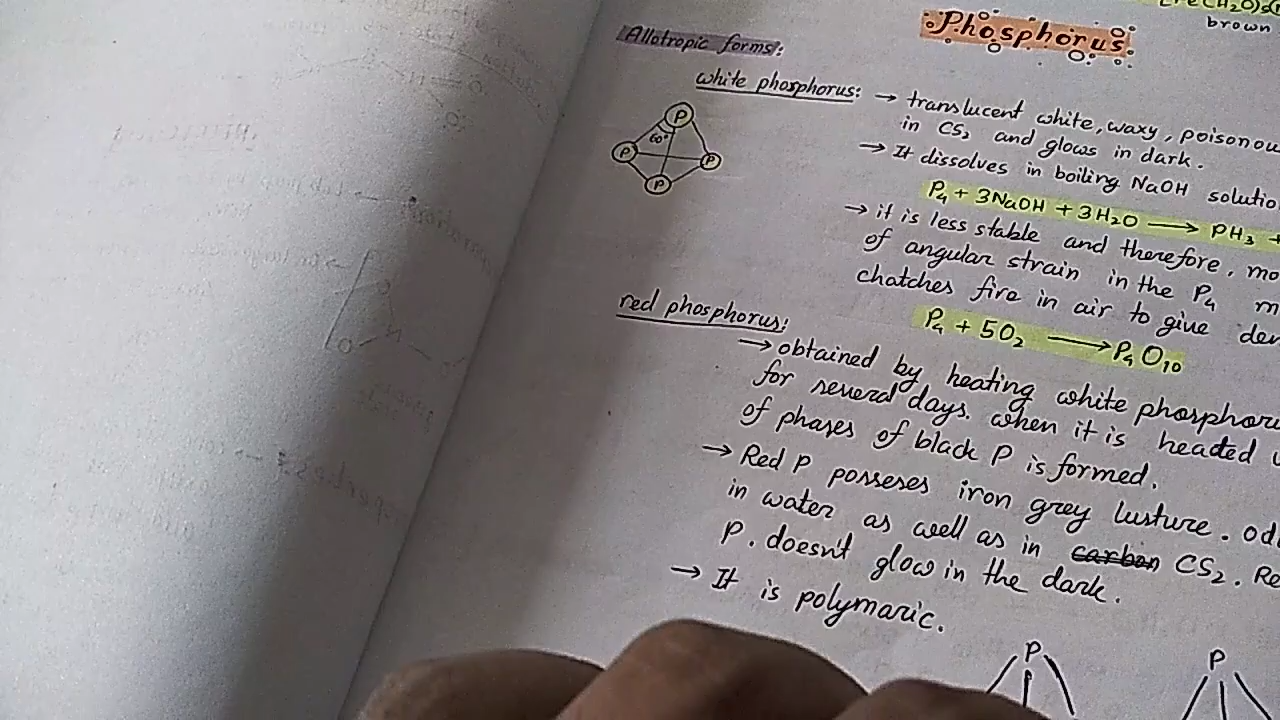 brown
Phosphorus
Allotropic forms:
white phosphorus: → translucent white, waxy, poisonou
in CS₂ and glows in dark.
→ It dissolves in boiling NaOH solutio
P₄ + 3NaOH + 3H₂O ⟶ PH₃ +
→ it is less stable and therefore, mo
of angular strain in the P₄ m
chatches fire in air to give den
P₄ + 5O₂ ⟶ P₄O₁₀
P
60°
P
P
P
red phosphorus:
→ obtained by heating white phosphoru
for several days. when it is headed u
of phases of black P is formed.
→ Red P posseses iron grey lusture. od
in water as well as in carbon CS₂. Re
P. doesn't glow in the dark.
→ It is polymaric.
P P